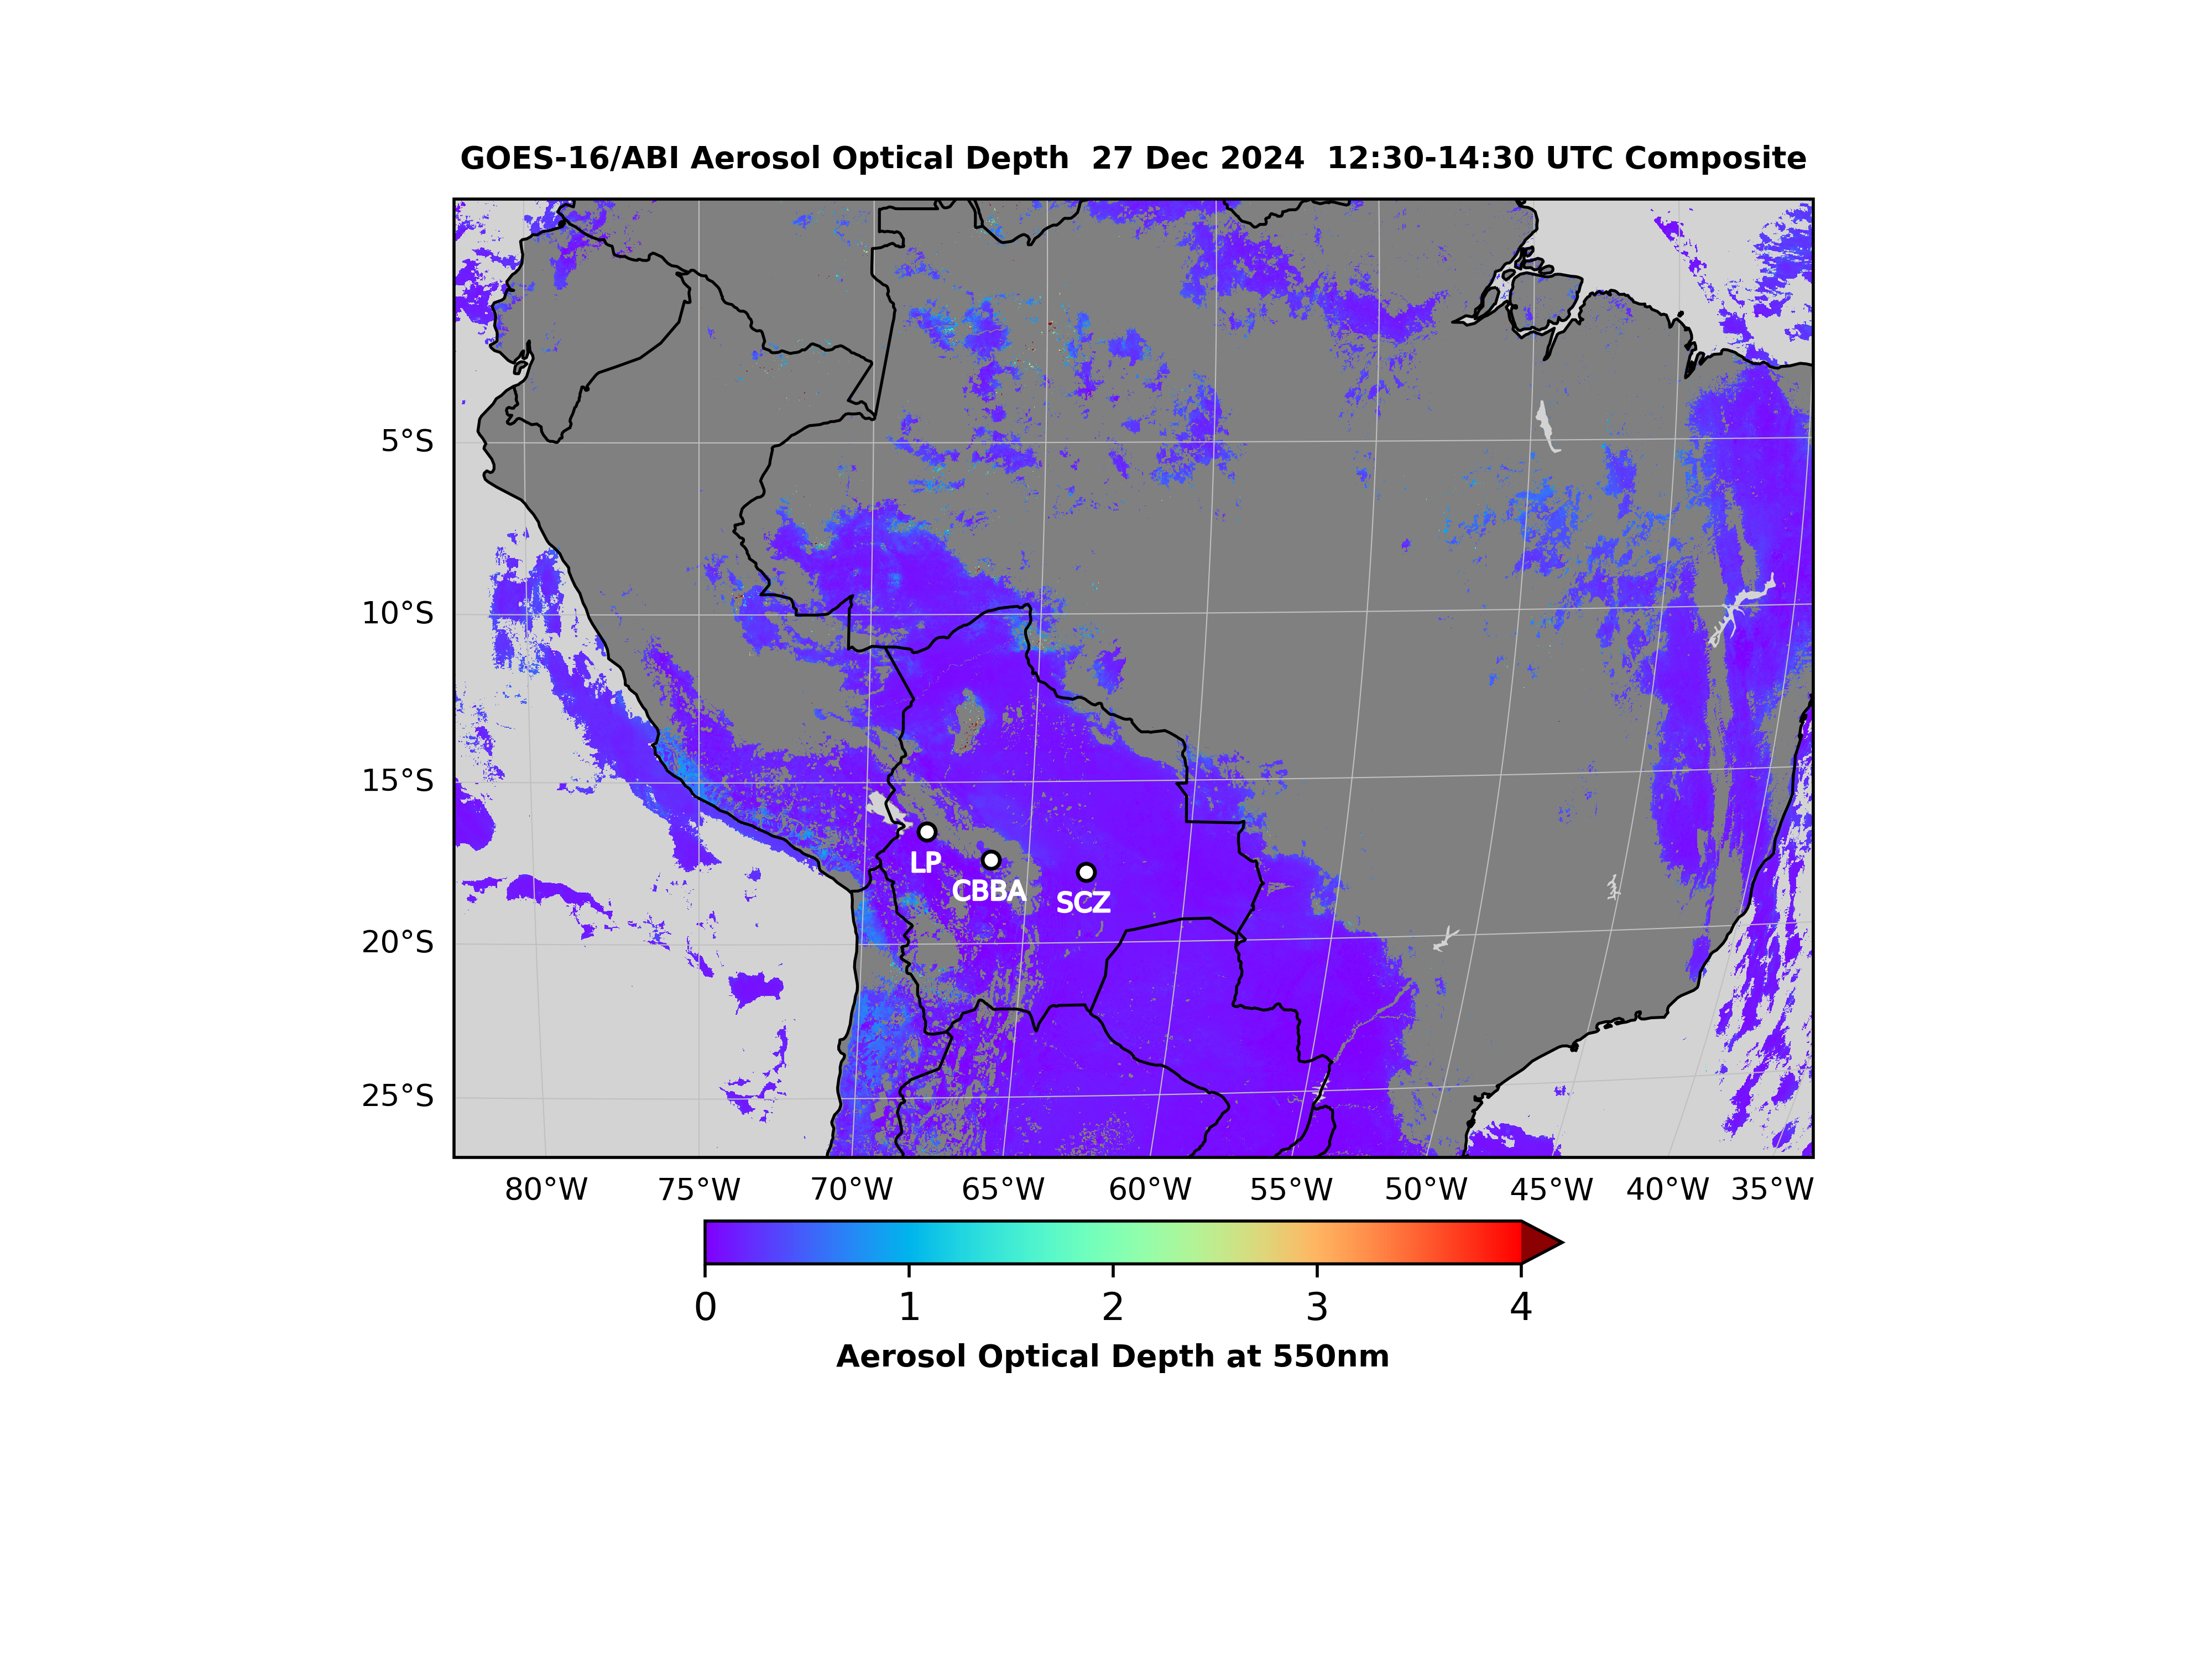 GOES-16/ABI Aerosol Optical Depth  27 Dec 2024  12:30-14:30 UTC Composite
5°S
10°S
15°S
LP
CBBA
SCZ
20°S
25°S
80°W 75°W 70°W 65°W 60°W 55°W 50°W 45°W 40°W 35°W
0 1 2 3 4
Aerosol Optical Depth at 550nm